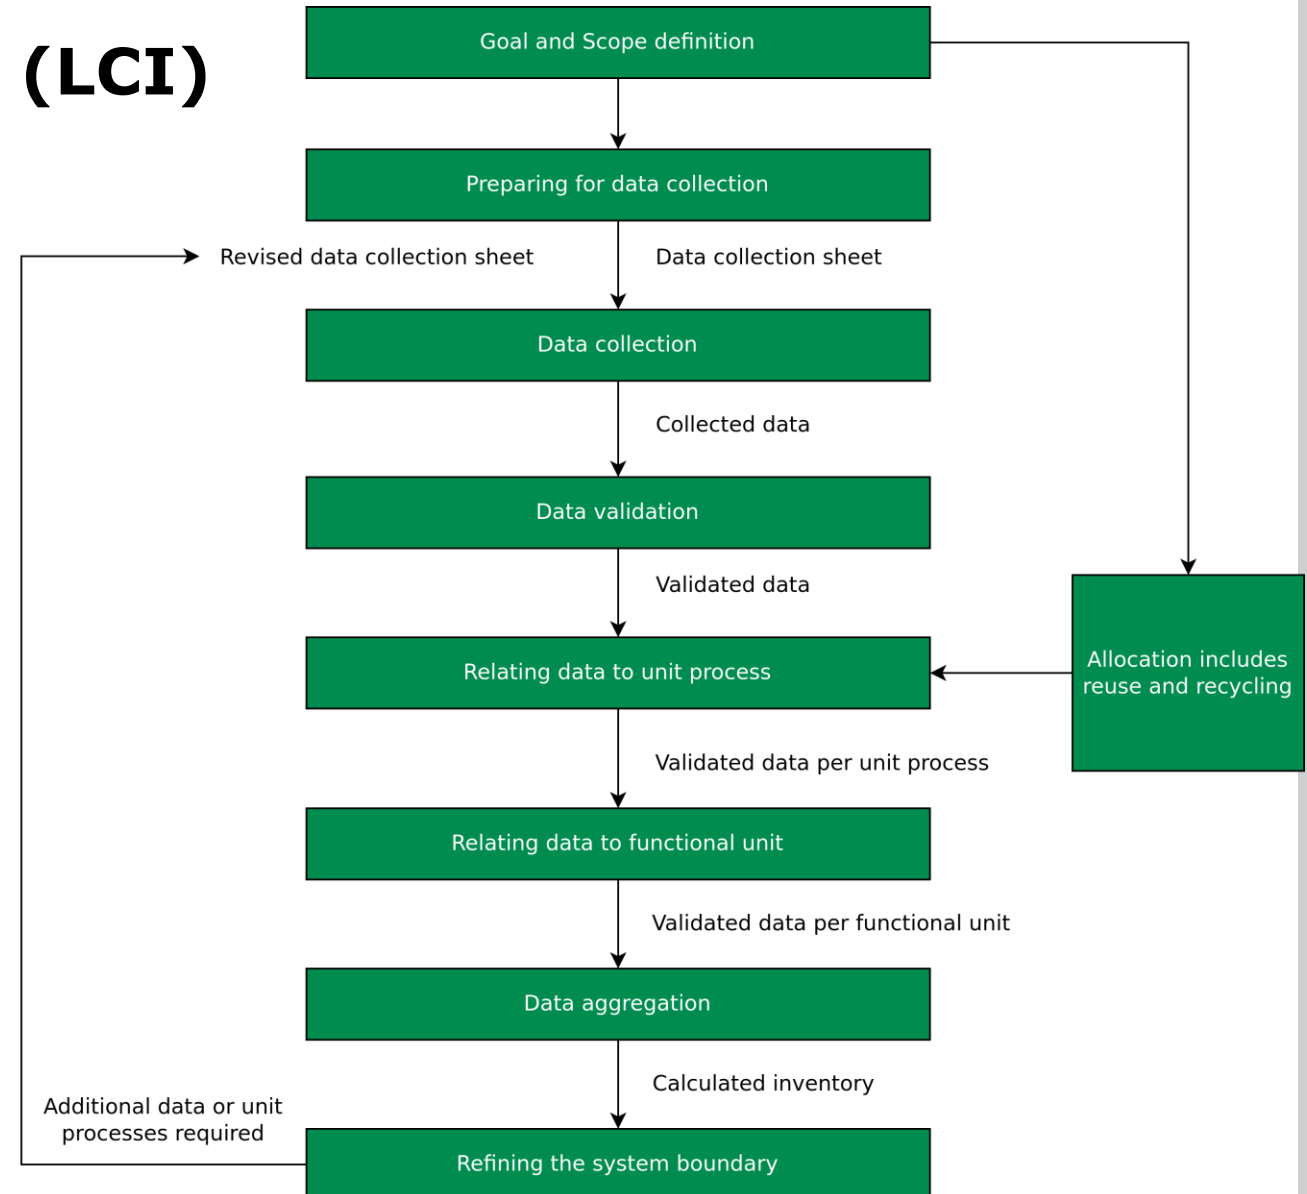 (LCI)
Goal and Scope definition
Preparing for data collection
Revised data collection sheet
Data collection sheet
Data collection
Collected data
Data validation
Validated data
Relating data to unit process
Allocation includes
reuse and recycling
Validated data per unit process
Relating data to functional unit
Validated data per functional unit
Data aggregation
Calculated inventory
Additional data or unit
processes required
Refining the system boundary